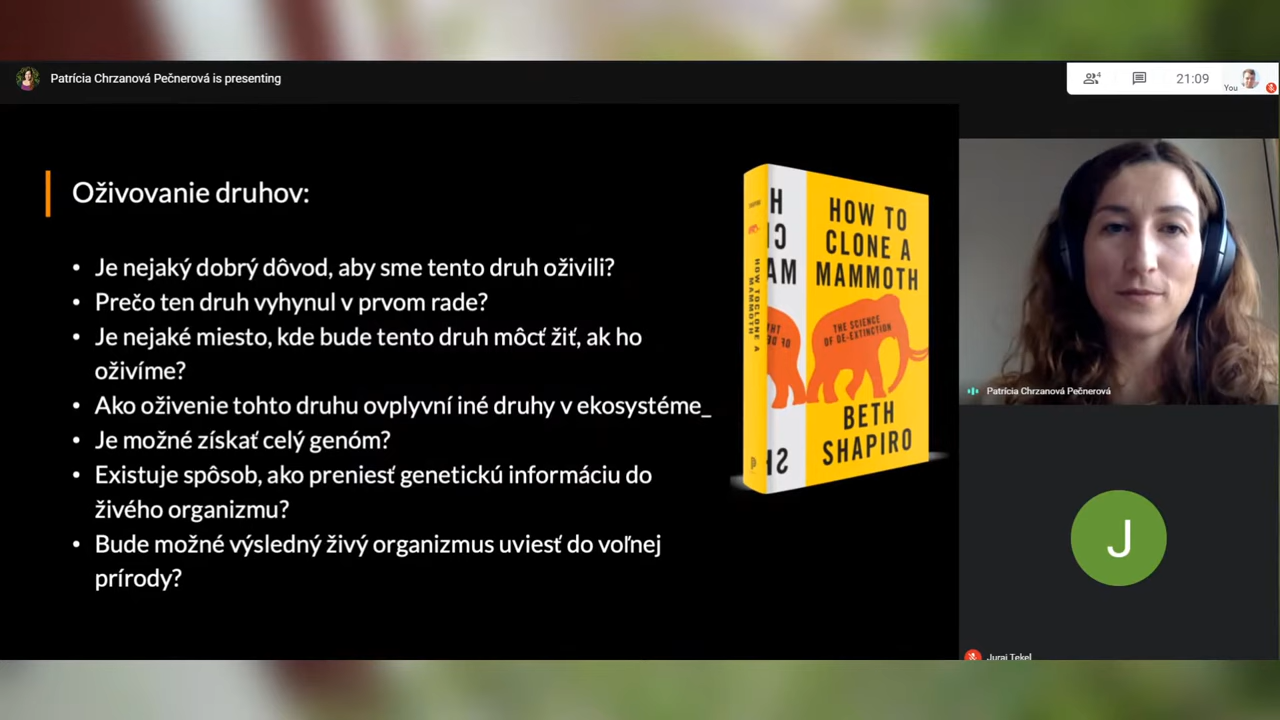 Patrícia Chrzanová Pečnerová is presenting
4
21:09
You
Oživovanie druhov:
• Je nejaký dobrý dôvod, aby sme tento druh oživili?
• Prečo ten druh vyhynul v prvom rade?
• Je nejaké miesto, kde bude tento druh môcť žiť, ak ho
oživíme?
• Ako oživenie tohto druhu ovplyvní iné druhy v ekosystéme_
• Je možné získať celý genóm?
• Existuje spôsob, ako preniesť genetickú informáciu do
živého organizmu?
• Bude možné výsledný živý organizmus uviesť do voľnej
prírody?
HOW TO CLONE A MAMMOTH
HOW TO
CLONE A
MAMMOTH
THE SCIENCE
OF DE-EXTINCTION
BETH
SHAPIRO
Patrícia Chrzanová Pečnerová
J
Juraj Tekel